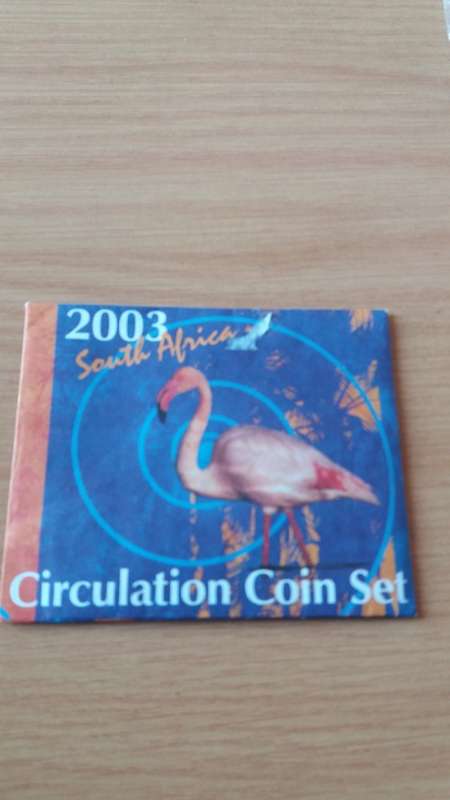 2003
South Africa
Circulation Coin Set